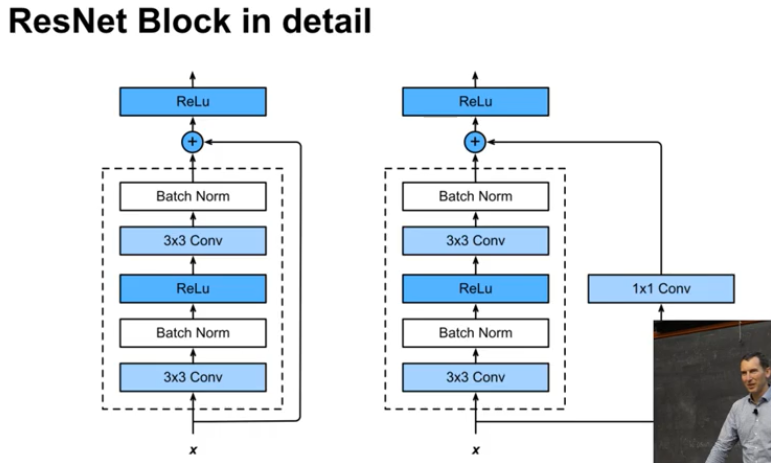 ResNet Block in detail
ReLu
+
Batch Norm
3x3 Conv
ReLu
Batch Norm
3x3 Conv
x
ReLu
+
Batch Norm
3x3 Conv
ReLu
Batch Norm
3x3 Conv
1x1 Conv
x